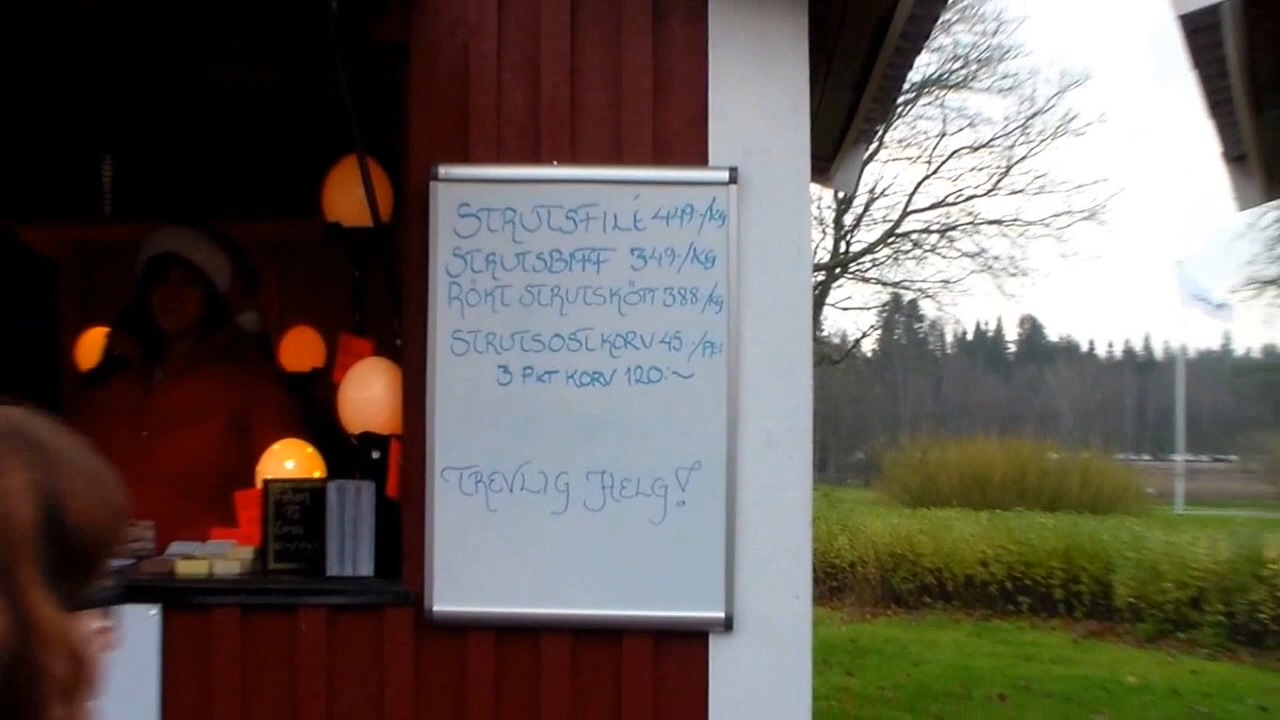 STRUTSFILÉ 449:-/KG
STRUTSBIFF 349:-/KG
RÖKT STRUTSKÖTT 388:/kg
STRUTSOSTKORV 45:-/PKT
3 PKT KORV 120:~
TREVLIG HELG!